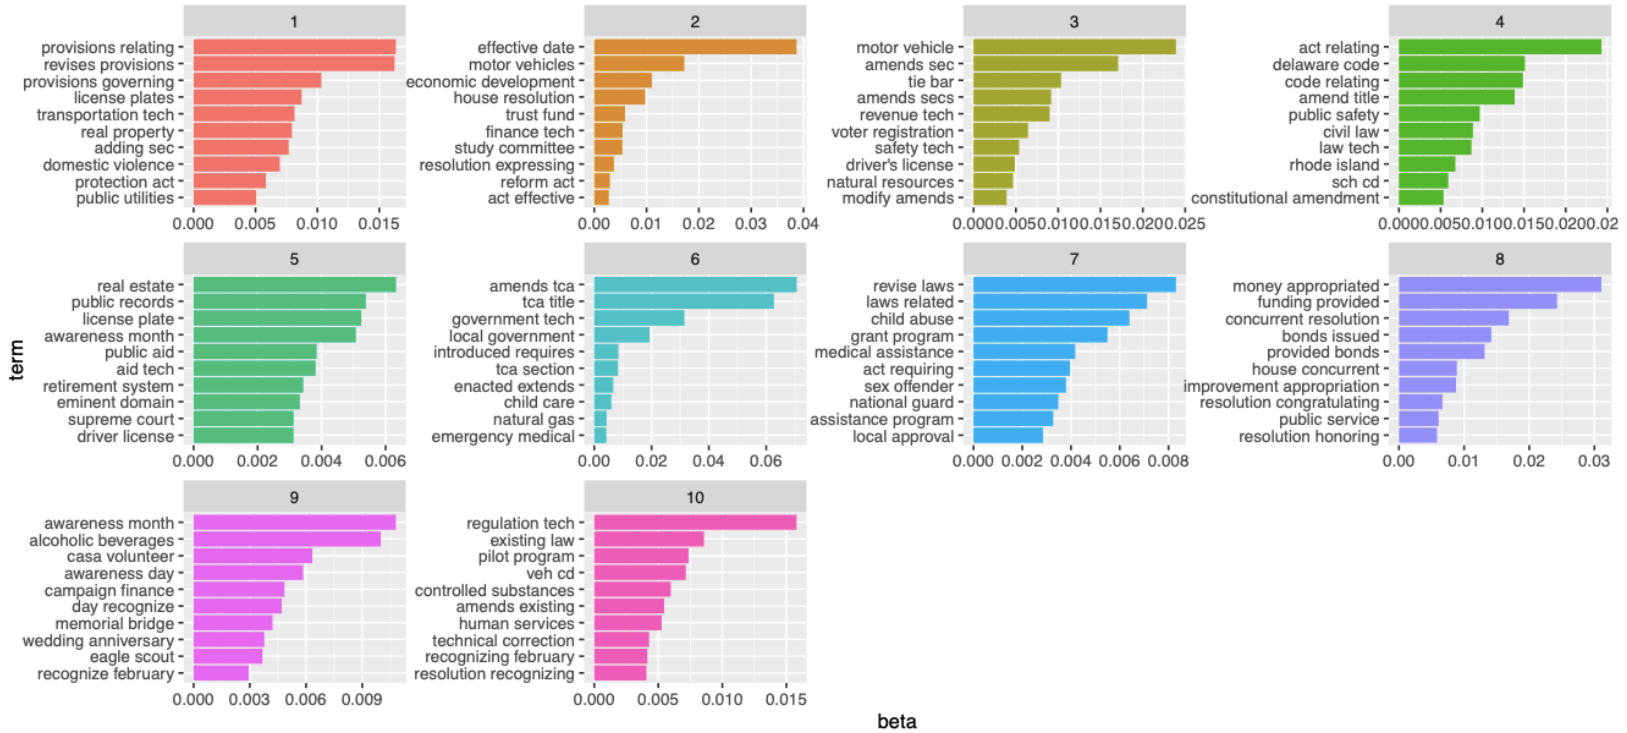 1
provisions relating
revises provisions
provisions governing
license plates
transportation tech
real property
adding sec
domestic violence
protection act
public utilities
0.000 0.005 0.010 0.015
2
effective date
motor vehicles
economic development
house resolution
trust fund
finance tech
study committee
resolution expressing
reform act
act effective
0.00 0.01 0.02 0.03 0.04
3
motor vehicle
amends sec
tie bar
amends secs
revenue tech
voter registration
safety tech
driver's license
natural resources
modify amends
0.0000.0050.0100.0150.0200.025
4
act relating
delaware code
code relating
amend title
public safety
civil law
law tech
rhode island
sch cd
constitutional amendment
0.0000.0050.0100.0150.0200.02
5
real estate
public records
license plate
awareness month
public aid
aid tech
retirement system
eminent domain
supreme court
driver license
0.000 0.002 0.004 0.006
6
amends tca
tca title
government tech
local government
introduced requires
tca section
enacted extends
child care
natural gas
emergency medical
0.00 0.02 0.04 0.06
7
revise laws
laws related
child abuse
grant program
medical assistance
act requiring
sex offender
national guard
assistance program
local approval
0.000 0.002 0.004 0.006 0.008
8
money appropriated
funding provided
concurrent resolution
bonds issued
provided bonds
house concurrent
improvement appropriation
resolution congratulating
public service
resolution honoring
0.00 0.01 0.02 0.03
9
awareness month
alcoholic beverages
casa volunteer
awareness day
campaign finance
day recognize
memorial bridge
wedding anniversary
eagle scout
recognize february
0.000 0.003 0.006 0.009
10
regulation tech
existing law
pilot program
veh cd
controlled substances
amends existing
human services
technical correction
recognizing february
resolution recognizing
0.000 0.005 0.010 0.015
term
beta